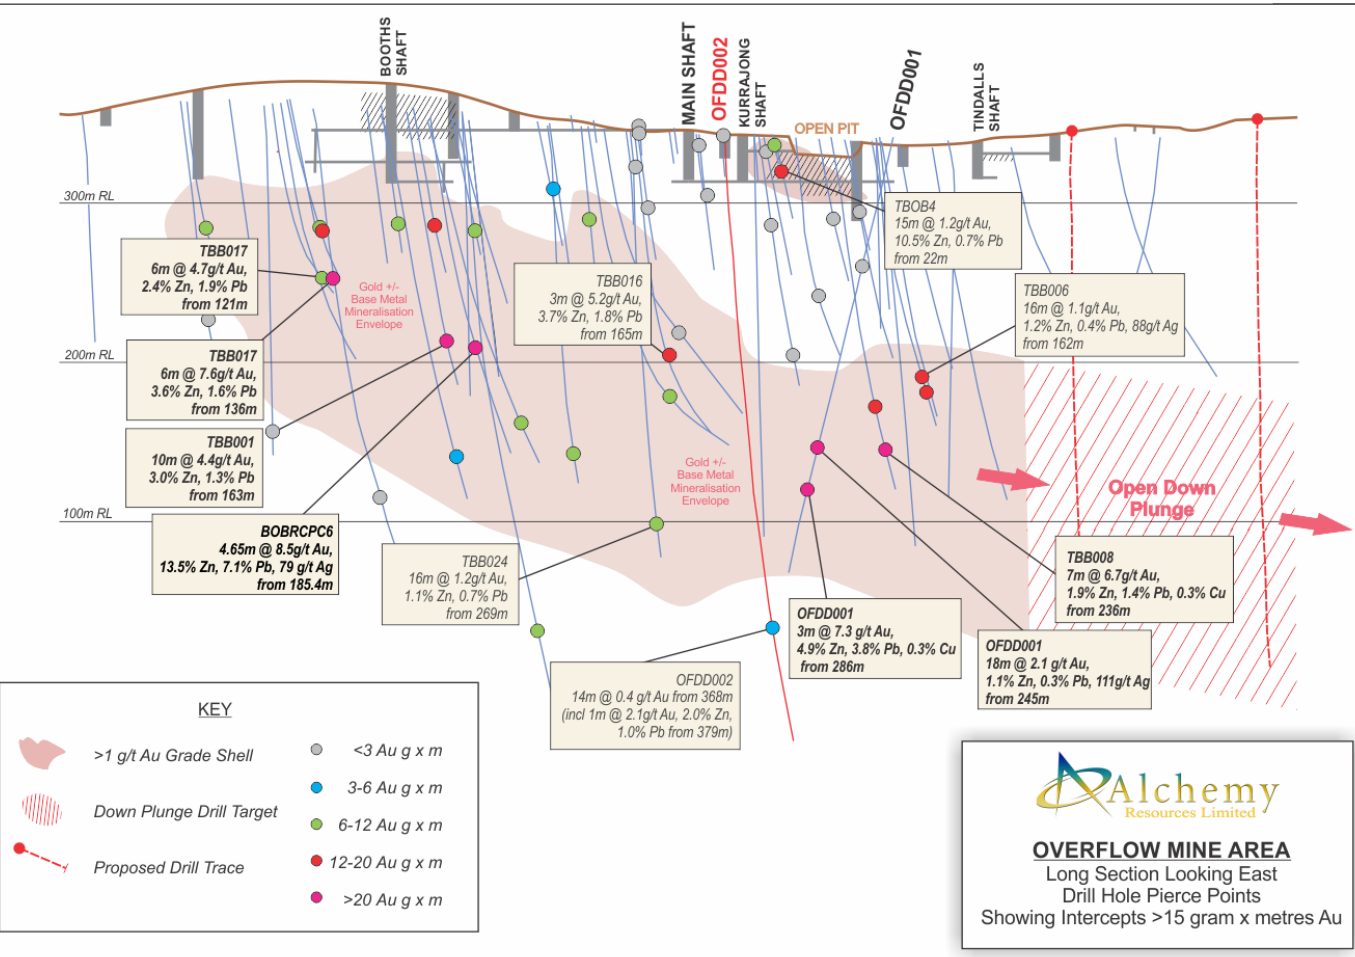 BOOTHS
SHAFT
MAIN SHAFT
OFDD002
KURRAJONG
SHAFT
OPEN PIT
OFDD001
TINDALLS
SHAFT
300m RL
200m RL
100m RL
TBB017
6m @ 4.7g/t Au,
2.4% Zn, 1.9% Pb
from 121m
TBB017
6m @ 7.6g/t Au,
3.6% Zn, 1.6% Pb
from 136m
TBB001
10m @ 4.4g/t Au,
3.0% Zn, 1.3% Pb
from 163m
BOBRCPC6
4.65m @ 8.5g/t Au,
13.5% Zn, 7.1% Pb, 79 g/t Ag
from 185.4m
Gold +/-
Base Metal
Mineralisation
Envelope
TBB016
3m @ 5.2g/t Au,
3.7% Zn, 1.8% Pb
from 165m
TBOB4
15m @ 1.2g/t Au,
10.5% Zn, 0.7% Pb
from 22m
TBB006
16m @ 1.1g/t Au,
1.2% Zn, 0.4% Pb, 88g/t Ag
from 162m
Gold +/-
Base Metal
Mineralisation
Envelope
Open Down
Plunge
TBB024
16m @ 1.2g/t Au,
1.1% Zn, 0.7% Pb
from 269m
TBB008
7m @ 6.7g/t Au,
1.9% Zn, 1.4% Pb, 0.3% Cu
from 236m
OFDD001
3m @ 7.3 g/t Au,
4.9% Zn, 3.8% Pb, 0.3% Cu
from 286m
OFDD001
18m @ 2.1 g/t Au,
1.1% Zn, 0.3% Pb, 111g/t Ag
from 245m
OFDD002
14m @ 0.4 g/t Au from 368m
(incl 1m @ 2.1g/t Au, 2.0% Zn,
1.0% Pb from 379m)
KEY
>1 g/t Au Grade Shell
Down Plunge Drill Target
Proposed Drill Trace
<3 Au g x m
3-6 Au g x m
6-12 Au g x m
12-20 Au g x m
>20 Au g x m
Alchemy
Resources Limited
OVERFLOW MINE AREA
Long Section Looking East
Drill Hole Pierce Points
Showing Intercepts >15 gram x metres Au